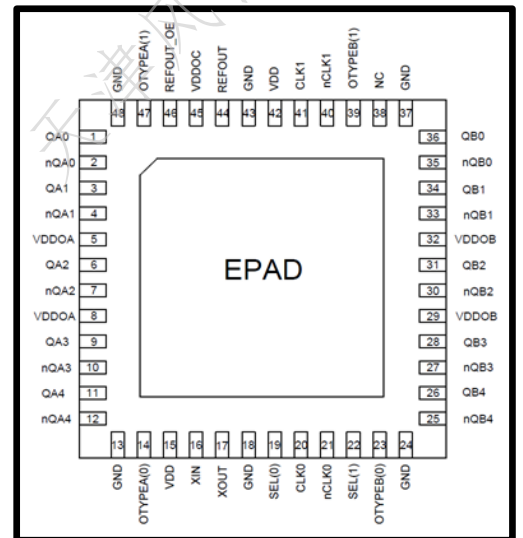 天津风
GND
OTYPEA(1)
REFOUT_OE
VDDOC
REFOUT
GND
VDD
CLK1
nCLK1
OTYPEB(1)
NC
GND
48 47 46 45 44 43 42 41 40 39 38 37
QA0 1
nQA0 2
QA1 3
nQA1 4
VDDOA 5
QA2 6
nQA2 7
VDDOA 8
QA3 9
nQA3 10
QA4 11
nQA4 12
EPAD
36 QB0
35 nQB0
34 QB1
33 nQB1
32 VDDOB
31 QB2
30 nQB2
29 VDDOB
28 QB3
27 nQB3
26 QB4
25 nQB4
13 14 15 16 17 18 19 20 21 22 23 24
GND
OTYPEA(0)
VDD
XIN
XOUT
GND
SEL(0)
CLK0
nCLK0
SEL(1)
OTYPEB(0)
GND